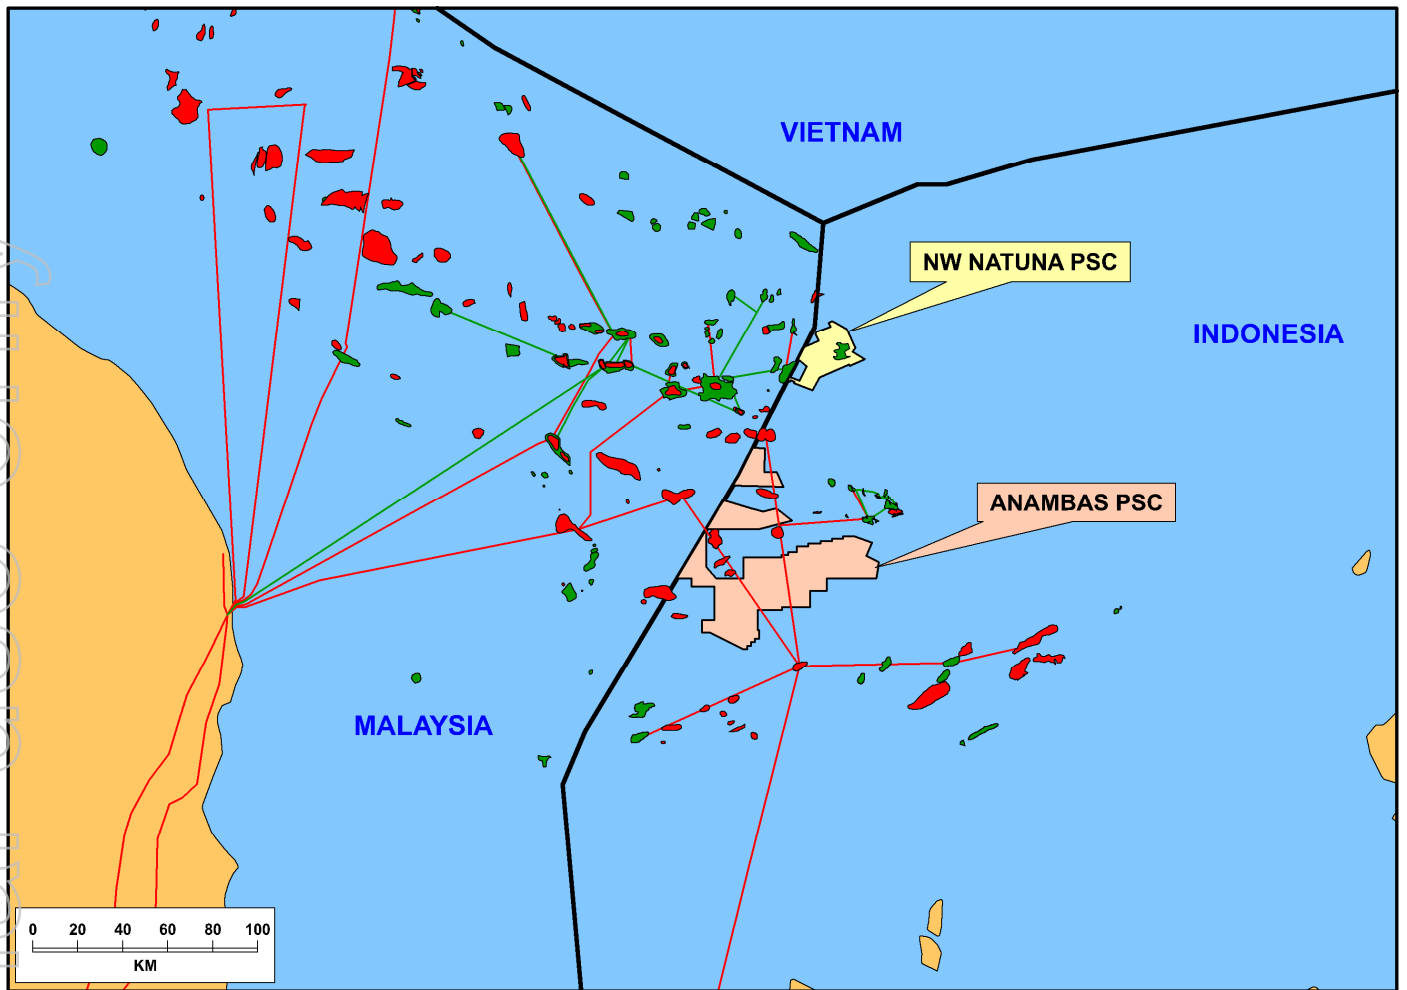 VIETNAM
NW NATUNA PSC
INDONESIA
ANAMBAS PSC
MALAYSIA
0 20 40 60 80 100
KM